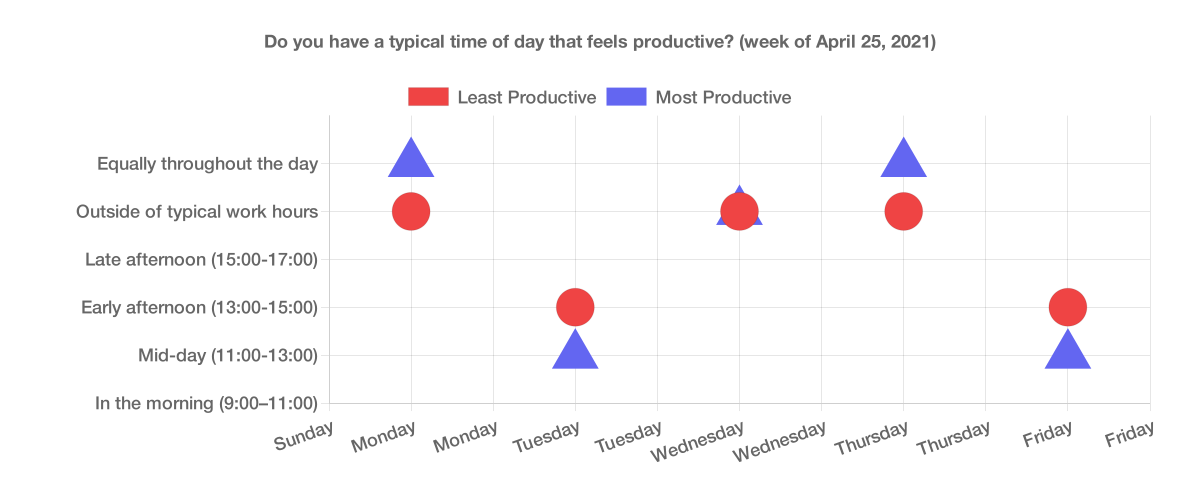 Do you have a typical time of day that feels productive? (week of April 25, 2021)
Least Productive Most Productive
Equally throughout the day
Outside of typical work hours
Late afternoon (15:00-17:00)
Early afternoon (13:00-15:00)
Mid-day (11:00-13:00)
In the morning (9:00–11:00)
Sunday Monday Monday Tuesday Tuesday Wednesday Wednesday Thursday Thursday Friday Friday